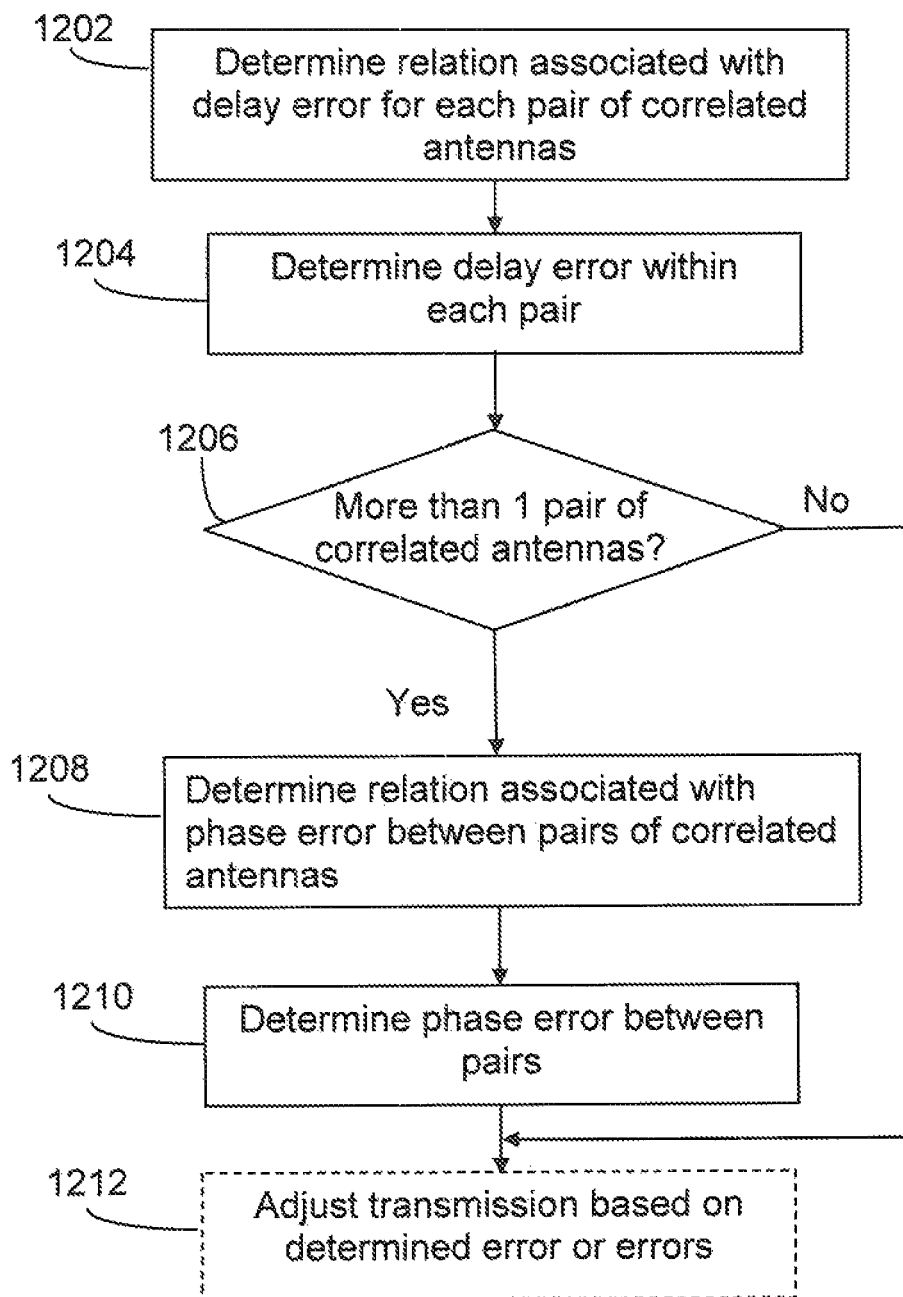 1202
Determine relation associated with
delay error for each pair of correlated
antennas
1204
Determine delay error within
each pair
1206
More than 1 pair of
correlated antennas?
No
Yes
1208
Determine relation associated with
phase error between pairs of correlated
antennas
1210
Determine phase error between
pairs
1212
Adjust transmission based on
determined error or errors